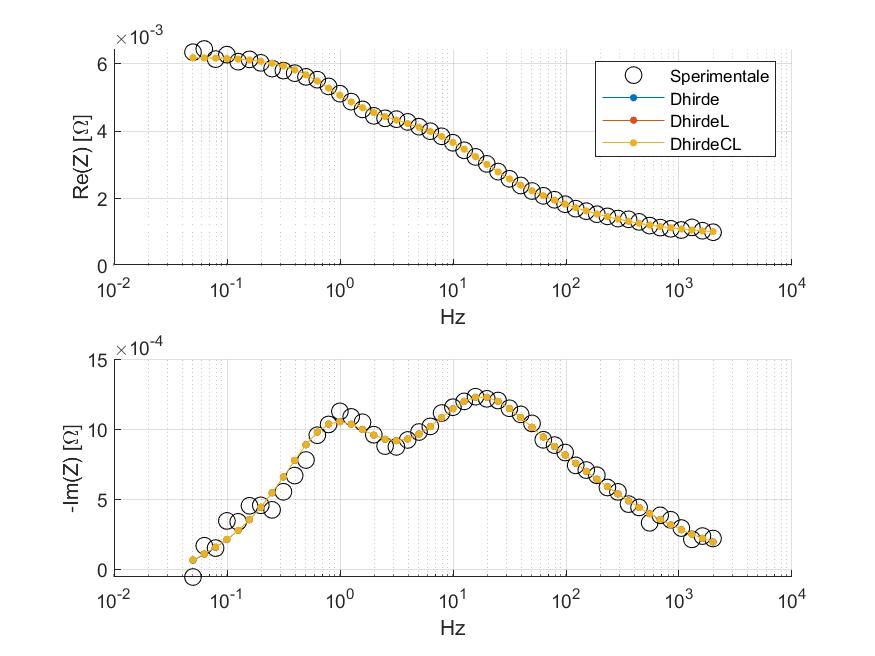 ×10⁻³
6
4
2
0
Re(Z) [Ω]
Sperimentale
Dhirde
DhirdeL
DhirdeCL
10⁻² 10⁻¹ 10⁰ 10¹ 10² 10³ 10⁴
Hz
×10⁻⁴
15
10
5
0
-Im(Z) [Ω]
10⁻² 10⁻¹ 10⁰ 10¹ 10² 10³ 10⁴
Hz